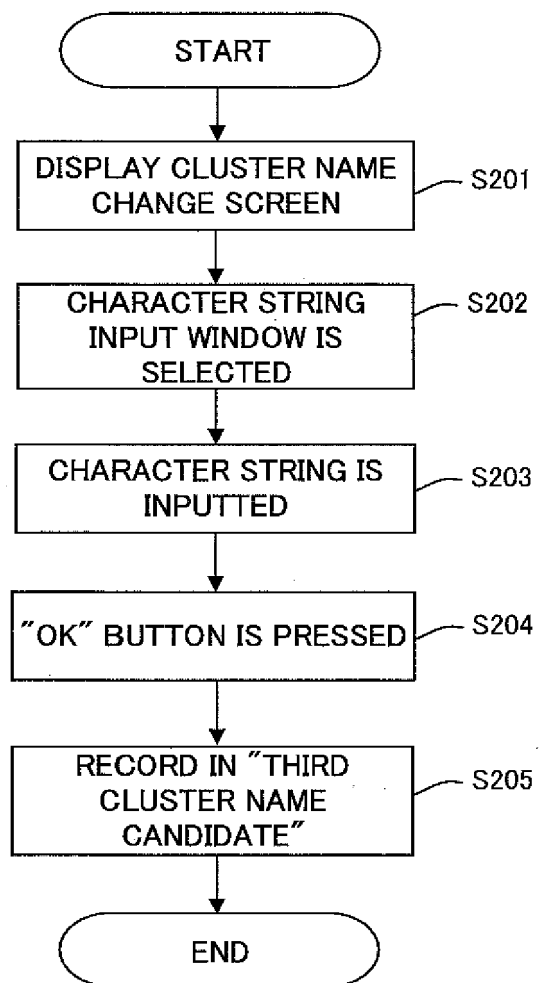 START
DISPLAY CLUSTER NAME
CHANGE SCREEN
S201
CHARACTER STRING
INPUT WINDOW IS
SELECTED
S202
CHARACTER STRING IS
INPUTTED
S203
"OK" BUTTON IS PRESSED
S204
RECORD IN "THIRD
CLUSTER NAME
CANDIDATE"
S205
END